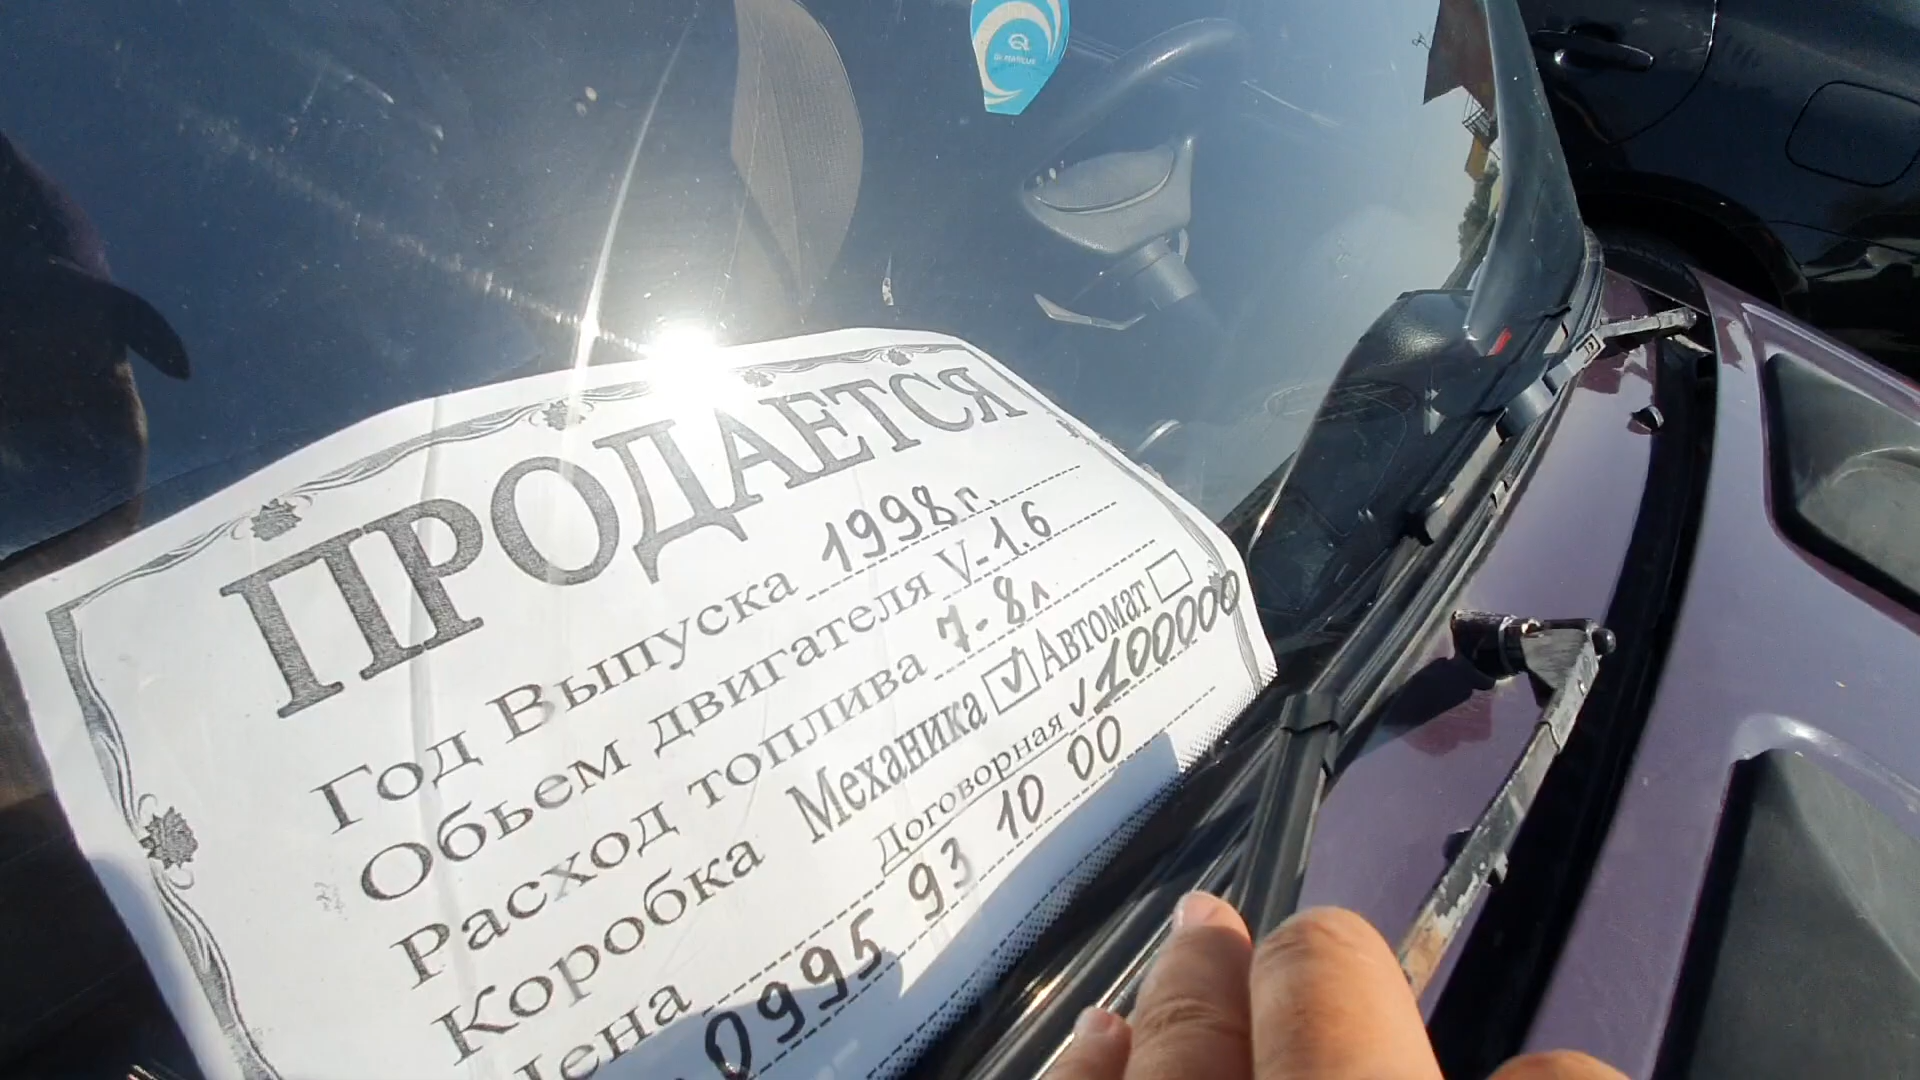 ПРОДАЕТСЯ
Год Выпуска 1998г.
Объем двигателя V-1.6
Расход топлива 7-8л
Коробка Механика ✓ Автомат
Цена Договорная ✓ 100000
0995 93 10 00